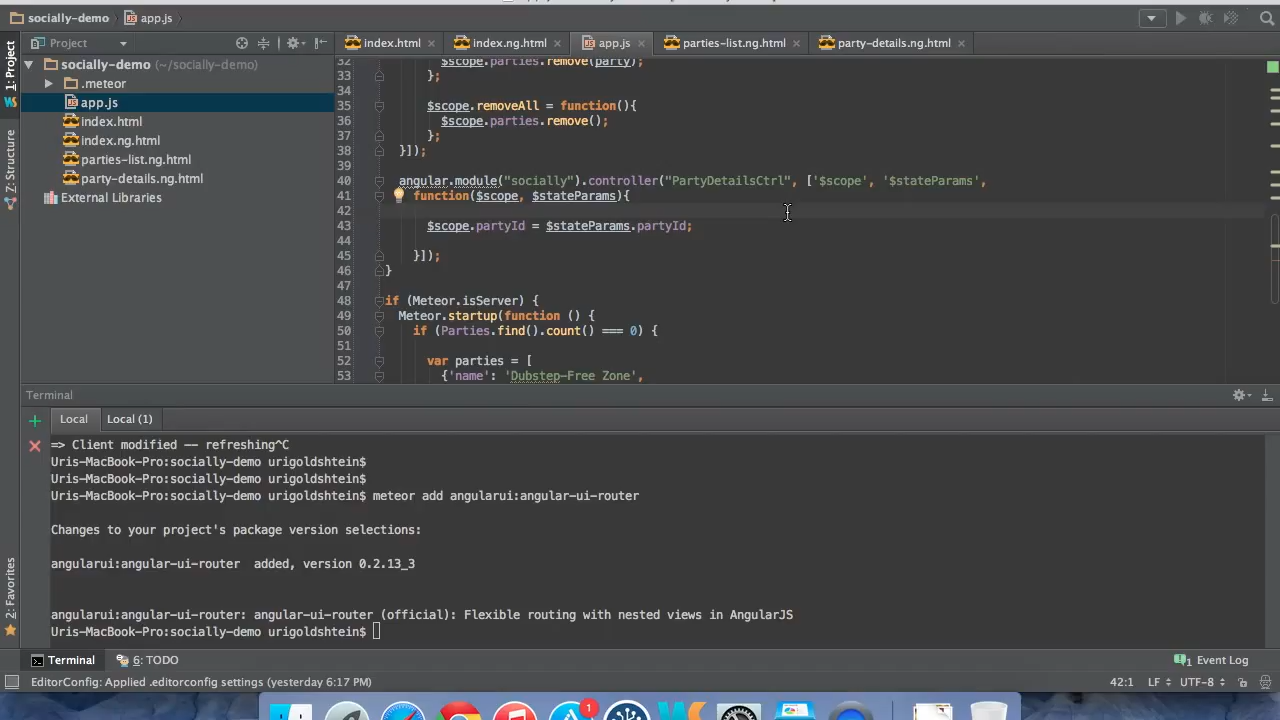 socially-demo app.js
Project
index.html index.ng.html app.js parties-list.ng.html party-details.ng.html
1: Project
Z: Structure
2: Favorites
socially-demo (~/socially-demo)
.meteor
app.js
index.html
index.ng.html
parties-list.ng.html
party-details.ng.html
External Libraries
32 $scope.parties.remove(party);
33 };
34
35 $scope.removeAll = function(){
36 $scope.parties.remove();
37 };
38 }]);
39
40 angular.module("socially").controller("PartyDetailsCtrl", ['$scope', '$stateParams',
41 function($scope, $stateParams){
42
43 $scope.partyId = $stateParams.partyId;
44
45 }]);
46 }
47
48 if (Meteor.isServer) {
49 Meteor.startup(function () {
50 if (Parties.find().count() === 0) {
51
52 var parties = [
53 {'name': 'Dubstep-Free Zone',
Terminal
Local Local (1)
=> Client modified -- refreshing^C
Uris-MacBook-Pro:socially-demo urigoldshtein$
Uris-MacBook-Pro:socially-demo urigoldshtein$
Uris-MacBook-Pro:socially-demo urigoldshtein$ meteor add angularui:angular-ui-router
Changes to your project's package version selections:
angularui:angular-ui-router added, version 0.2.13_3
angularui:angular-ui-router: angular-ui-router (official): Flexible routing with nested views in AngularJS
Uris-MacBook-Pro:socially-demo urigoldshtein$
Terminal 6: TODO 1 Event Log
EditorConfig: Applied .editorconfig settings (yesterday 6:17 PM) 42:1 LF UTF-8
1